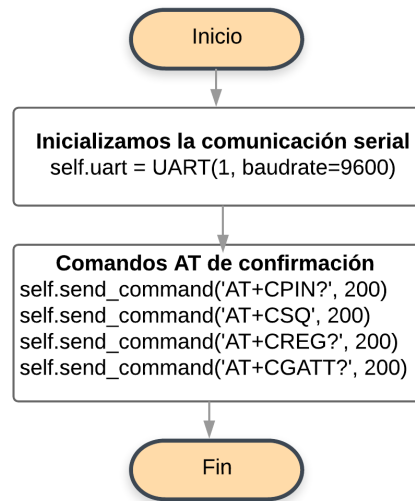 Inicio
Inicializamos la comunicación serial
self.uart = UART(1, baudrate=9600)
Comandos AT de confirmación
self.send_command('AT+CPIN?', 200)
self.send_command('AT+CSQ', 200)
self.send_command('AT+CREG?', 200)
self.send_command('AT+CGATT?', 200)
Fin